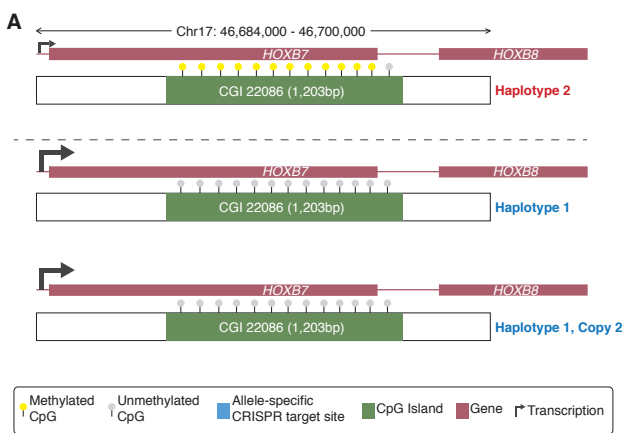 A
Chr17: 46,684,000 - 46,700,000
HOXB7 HOXB8
CGI 22086 (1,203bp) Haplotype 2
HOXB7 HOXB8
CGI 22086 (1,203bp) Haplotype 1
HOXB7 HOXB8
CGI 22086 (1,203bp) Haplotype 1, Copy 2
Methylated CpG
Unmethylated CpG
Allele-specific CRISPR target site
CpG Island
Gene
Transcription